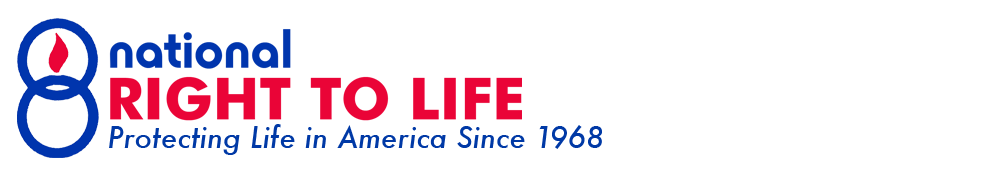 national
RIGHT TO LIFE
Protecting Life in America Since 1968